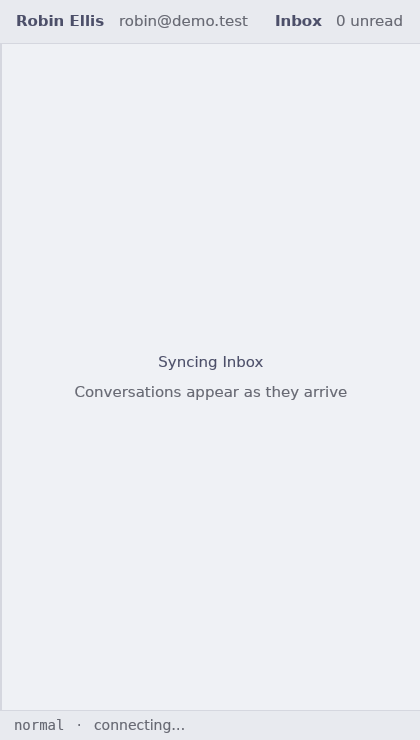 Robin Ellis robin@demo.test Inbox 0 unread
Syncing Inbox
Conversations appear as they arrive
normal · connecting...